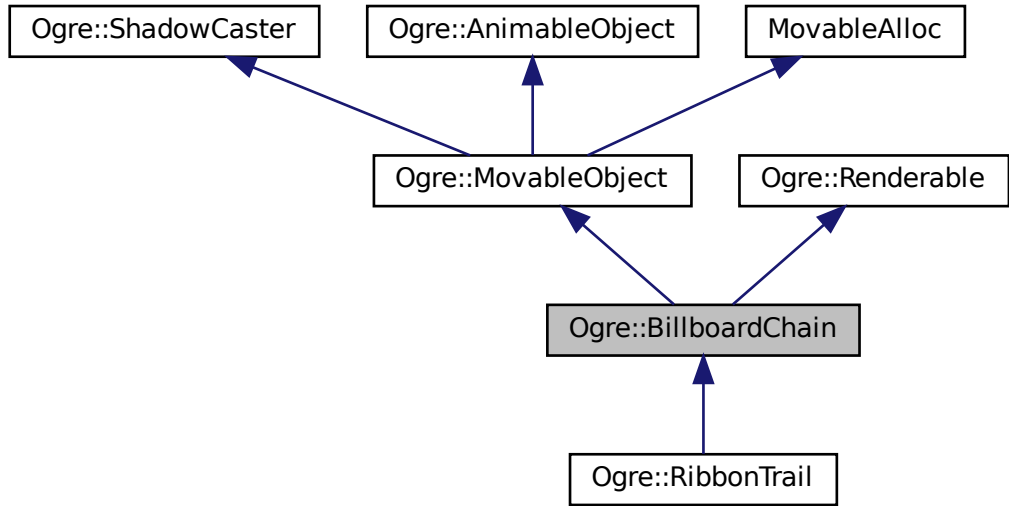 Ogre::ShadowCaster
Ogre::AnimableObject
MovableAlloc
Ogre::MovableObject
Ogre::Renderable
Ogre::BillboardChain
Ogre::RibbonTrail